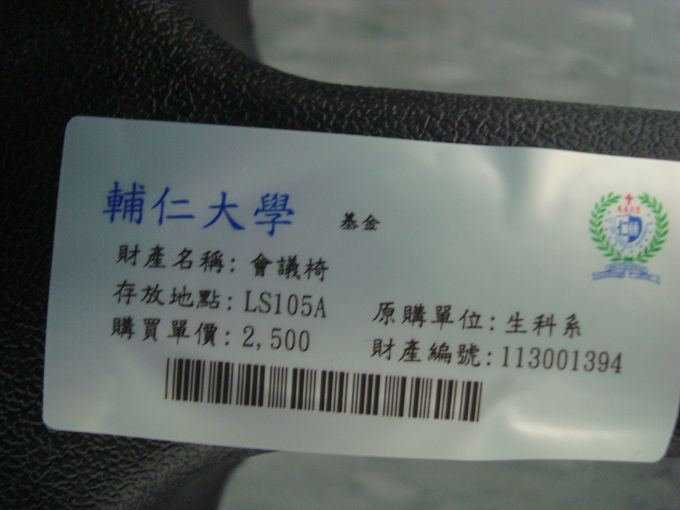 輔仁大學 基金
財產名稱：會議椅
存放地點：LS105A 原購單位：生科系
購買單價：2,500 財產編號：113001394